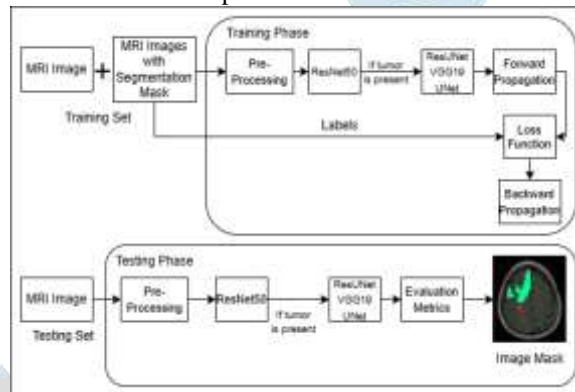 Training Phase
MRI Image
+
MRI Images
with
Segmentation
Mask
Pre-
Processing
ResNet50
If tumor
is present
ResUNet
VGG19
UNet
Forward
Propagation
Training Set
Labels
Loss
Function
Backward
Propagation
Testing Phase
MRI Image
Pre-
Processing
ResNet50
If tumor
is present
ResUNet
VGG19
UNet
Evaluation
Metrics
Testing Set
Image Mask